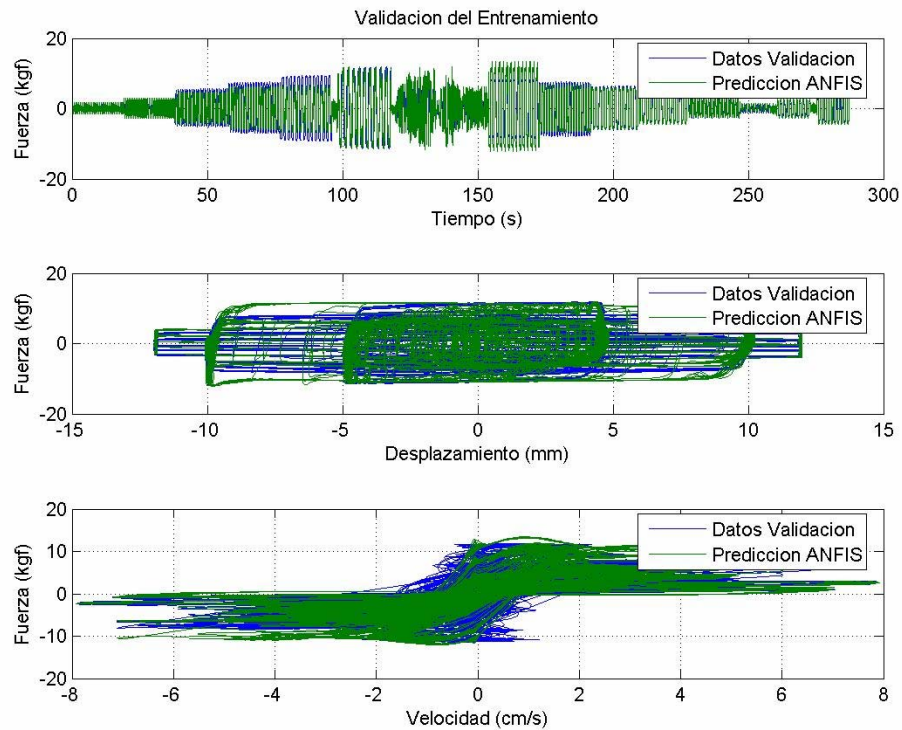 Validacion del Entrenamiento
20
0
-20
Fuerza (kgf)
Datos Validacion
Prediccion ANFIS
0 50 100 150 200 250 300
Tiempo (s)
20
0
-20
Fuerza (kgf)
Datos Validacion
Prediccion ANFIS
-15 -10 -5 0 5 10 15
Desplazamiento (mm)
20
10
0
-10
-20
Fuerza (kgf)
Datos Validacion
Prediccion ANFIS
-8 -6 -4 -2 0 2 4 6 8
Velocidad (cm/s)